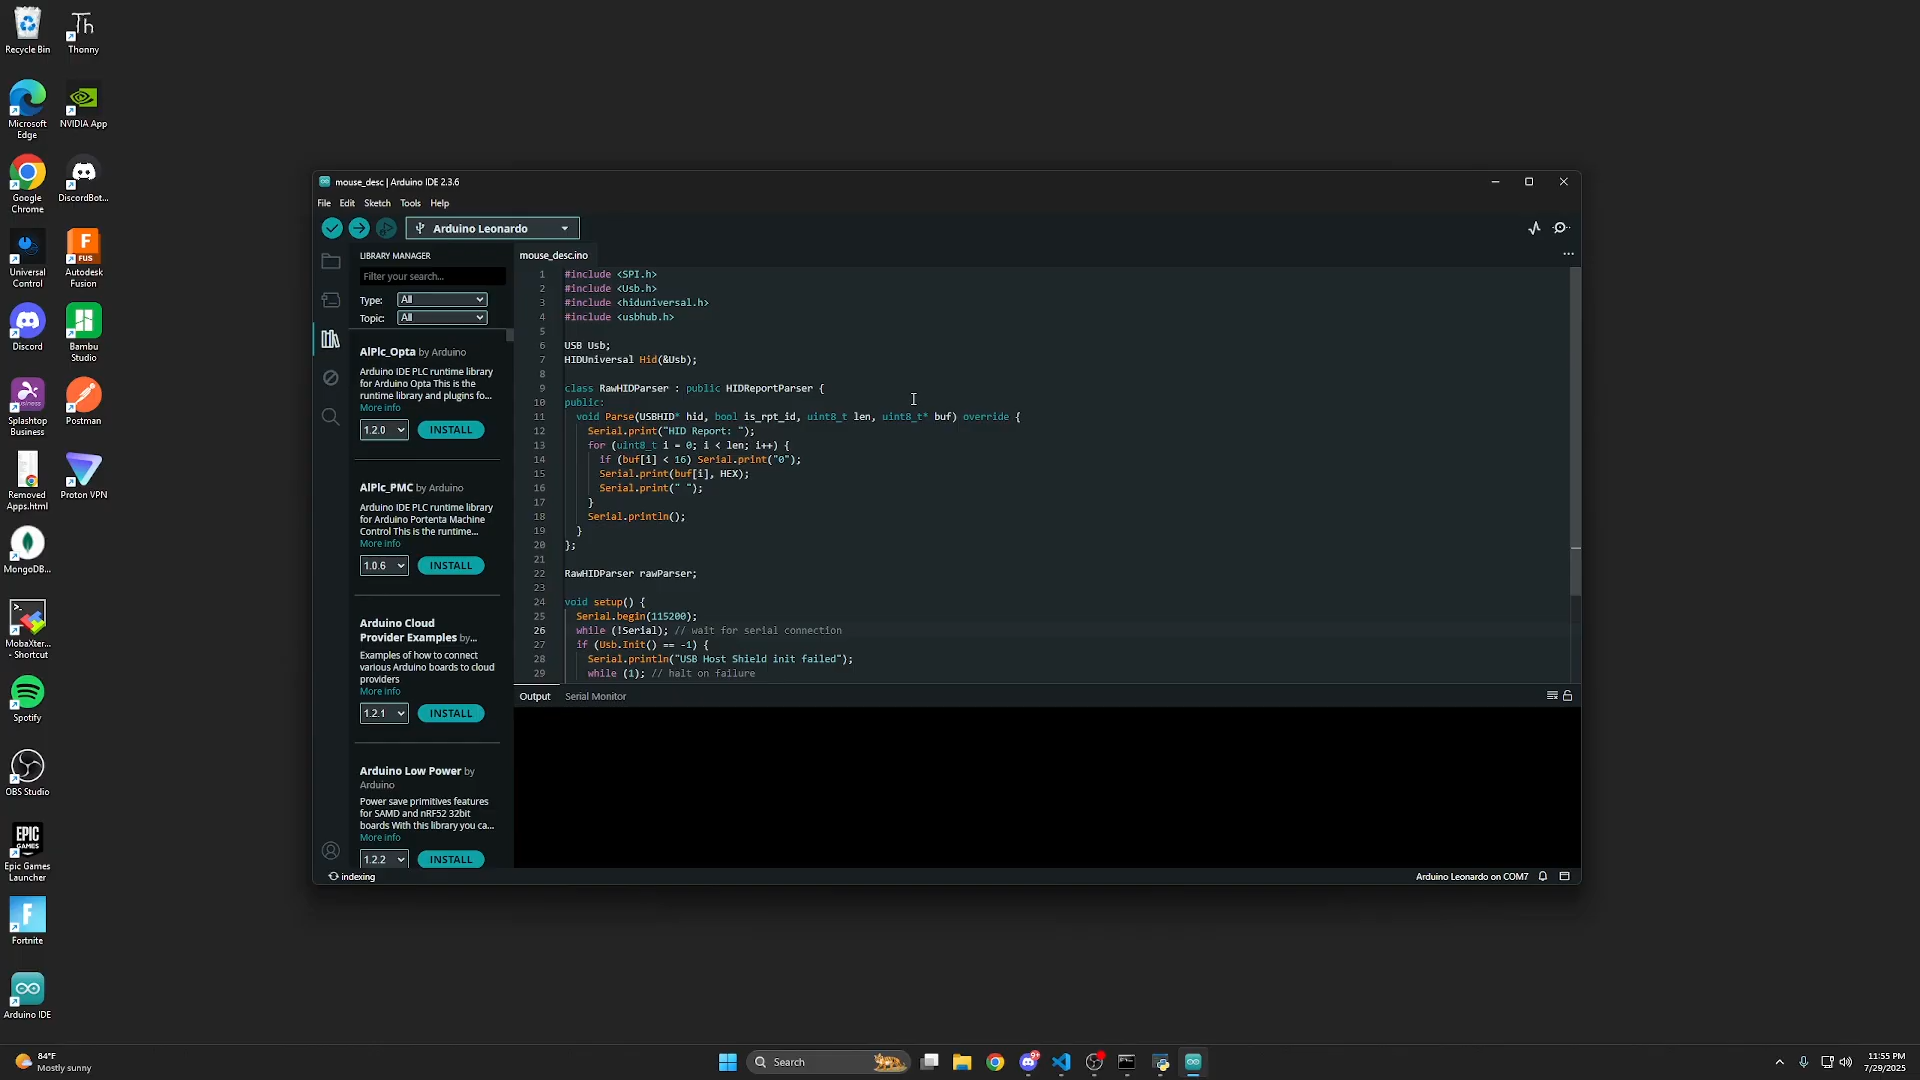 Recycle Bin
Thonny
Microsoft Edge
NVIDIA App
Google Chrome
DiscordBot...
Universal Control
Autodesk Fusion
Discord
Bambu Studio
Splashtop Business
Postman
Removed Apps.html
Proton VPN
MongoDB...
MobaXter... - Shortcut
Spotify
OBS Studio
Epic Games Launcher
Fortnite
Arduino IDE
mouse_desc | Arduino IDE 2.3.6
File Edit Sketch Tools Help
Arduino Leonardo
LIBRARY MANAGER
Filter your search...
Type: All
Topic: All
AlPlc_Opta by Arduino
Arduino IDE PLC runtime library
for Arduino Opta This is the
runtime library and plugins fo...
More info
1.2.0 INSTALL
AlPlc_PMC by Arduino
Arduino IDE PLC runtime library
for Arduino Portenta Machine
Control This is the runtime...
More info
1.0.6 INSTALL
Arduino Cloud
Provider Examples by...
Examples of how to connect
various Arduino boards to cloud
providers
More info
1.2.1 INSTALL
Arduino Low Power by
Arduino
Power save primitives features
for SAMD and nRF52 32bit
boards With this library you ca...
More info
1.2.2 INSTALL
mouse_desc.ino
1 #include <SPI.h>
2 #include <Usb.h>
3 #include <hiduniversal.h>
4 #include <usbhub.h>
5
6 USB Usb;
7 HIDUniversal Hid(&Usb);
8
9 class RawHIDParser : public HIDReportParser {
10 public:
11 void Parse(USBHID* hid, bool is_rpt_id, uint8_t len, uint8_t* buf) override {
12 Serial.print("HID Report: ");
13 for (uint8_t i = 0; i < len; i++) {
14 if (buf[i] < 16) Serial.print("0");
15 Serial.print(buf[i], HEX);
16 Serial.print(" ");
17 }
18 Serial.println();
19 }
20 };
21
22 RawHIDParser rawParser;
23
24 void setup() {
25 Serial.begin(115200);
26 while (!Serial); // wait for serial connection
27 if (Usb.Init() == -1) {
28 Serial.println("USB Host Shield init failed");
29 while (1); // halt on failure
Output Serial Monitor
indexing
Arduino Leonardo on COM7
84°F
Mostly sunny
Search
11:55 PM
7/29/2025